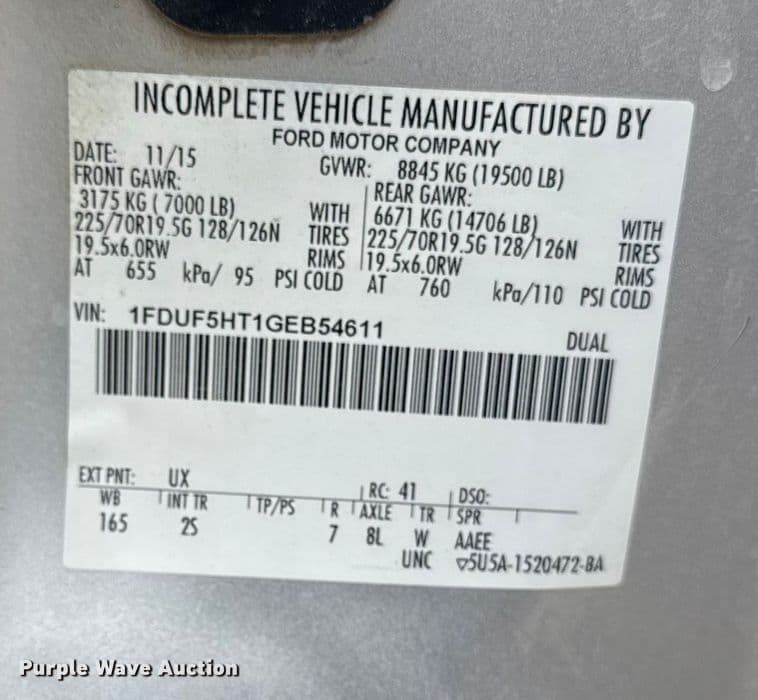 INCOMPLETE VEHICLE MANUFACTURED BY
FORD MOTOR COMPANY
DATE: 11/15 GVWR: 8845 KG (19500 LB)
FRONT GAWR: REAR GAWR:
3175 KG ( 7000 LB) WITH 6671 KG (14706 LB) WITH
225/70R19.5G 128/126N TIRES 225/70R19.5G 128/126N TIRES
19.5x6.0RW RIMS 19.5x6.0RW RIMS
AT 655 kPa/ 95 PSI COLD AT 760 kPa/110 PSI COLD
VIN: 1FDUF5HT1GEB54611 DUAL
EXT PNT: UX RC: 41 DSO:
WB INT TR TP/PS R AXLE TR SPR
165 2S 7 8L W AAEE
UNC ▽5U5A-1520472-BA
Purple Wave Auction